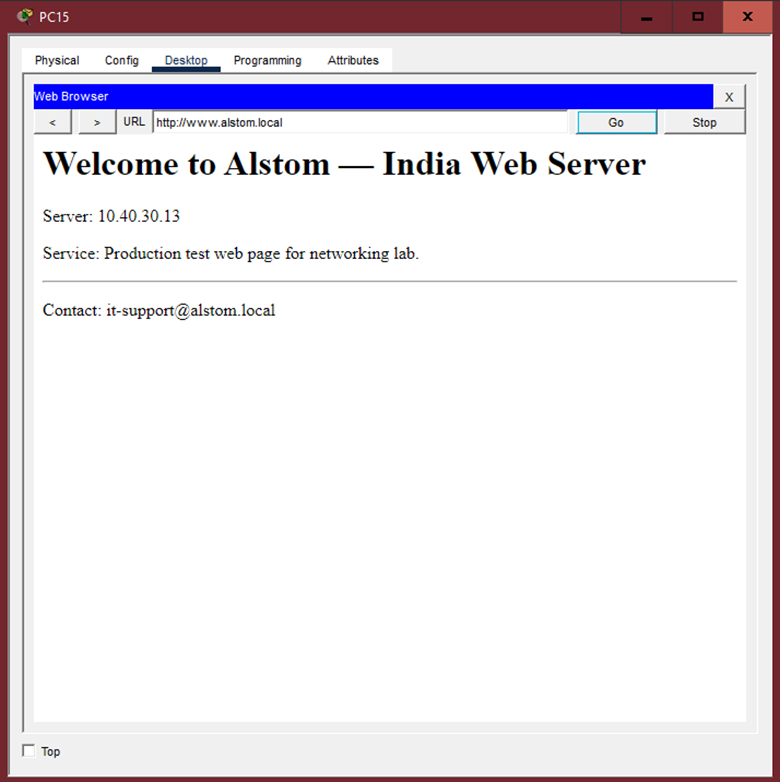 PC15
Physical Config Desktop Programming Attributes
Web Browser X
< > URL http://www.alstom.local Go Stop
Welcome to Alstom — India Web Server
Server: 10.40.30.13
Service: Production test web page for networking lab.
Contact: it-support@alstom.local
Top